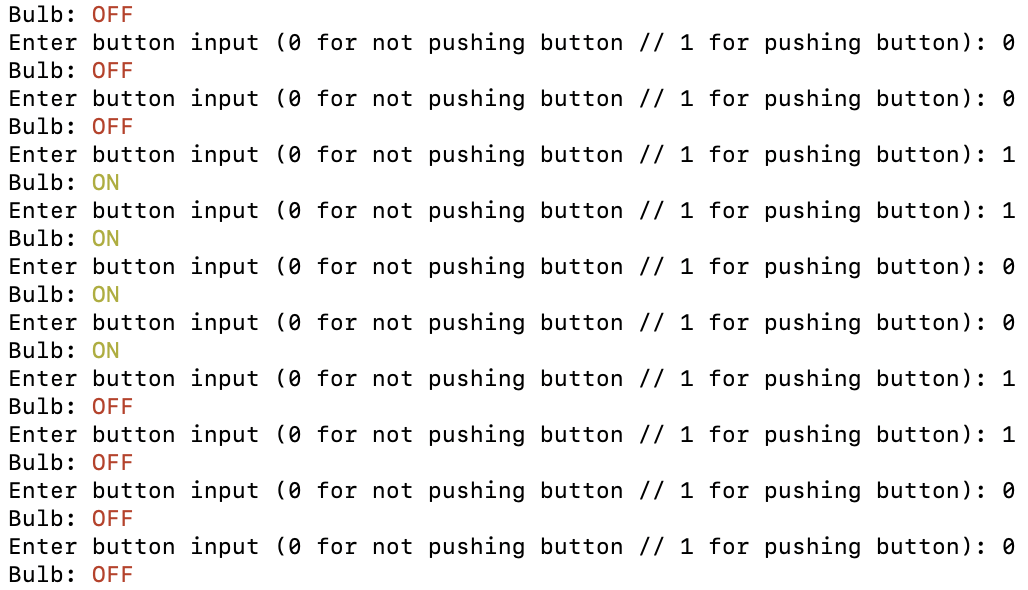 Bulb: OFF
Enter button input (0 for not pushing button // 1 for pushing button): 0
Bulb: OFF
Enter button input (0 for not pushing button // 1 for pushing button): 0
Bulb: OFF
Enter button input (0 for not pushing button // 1 for pushing button): 1
Bulb: ON
Enter button input (0 for not pushing button // 1 for pushing button): 1
Bulb: ON
Enter button input (0 for not pushing button // 1 for pushing button): 0
Bulb: ON
Enter button input (0 for not pushing button // 1 for pushing button): 0
Bulb: ON
Enter button input (0 for not pushing button // 1 for pushing button): 1
Bulb: OFF
Enter button input (0 for not pushing button // 1 for pushing button): 1
Bulb: OFF
Enter button input (0 for not pushing button // 1 for pushing button): 0
Bulb: OFF
Enter button input (0 for not pushing button // 1 for pushing button): 0
Bulb: OFF